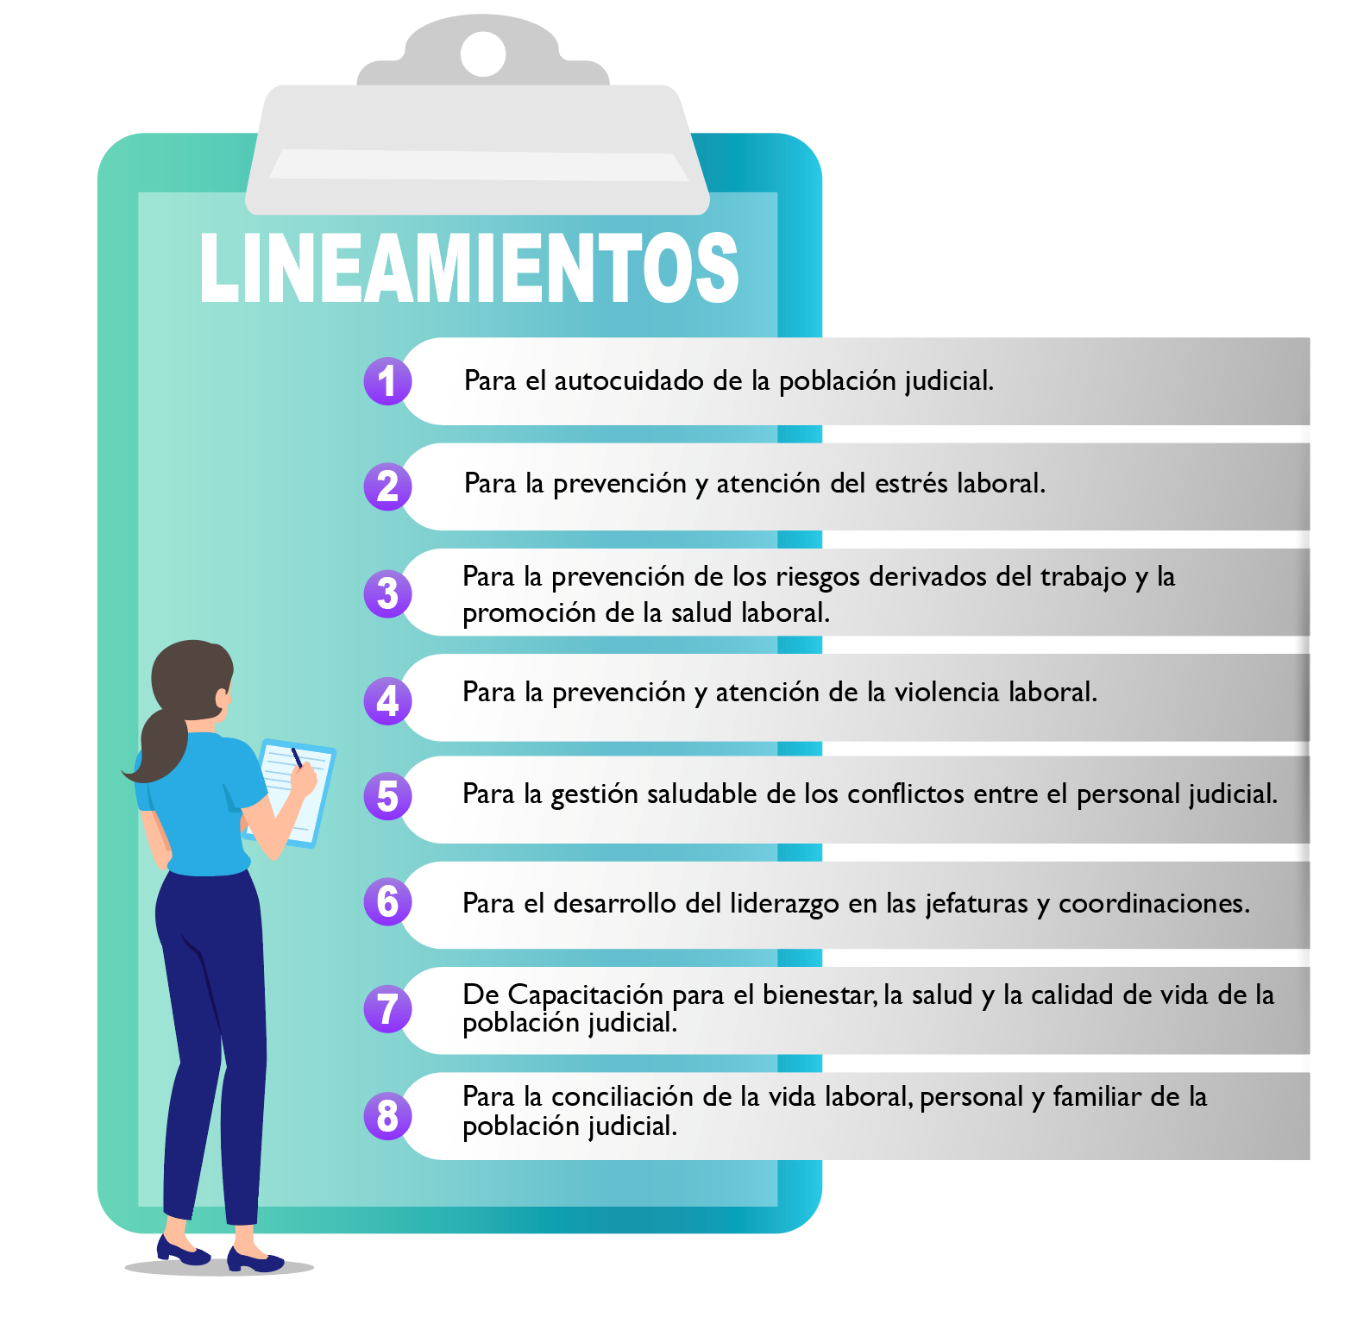 LINEAMIENTOS
1 Para el autocuidado de la población judicial.
2 Para la prevención y atención del estrés laboral.
3 Para la prevención de los riesgos derivados del trabajo y la
promoción de la salud laboral.
4 Para la prevención y atención de la violencia laboral.
5 Para la gestión saludable de los conflictos entre el personal judicial.
6 Para el desarrollo del liderazgo en las jefaturas y coordinaciones.
7 De Capacitación para el bienestar, la salud y la calidad de vida de la
población judicial.
8 Para la conciliación de la vida laboral, personal y familiar de la
población judicial.